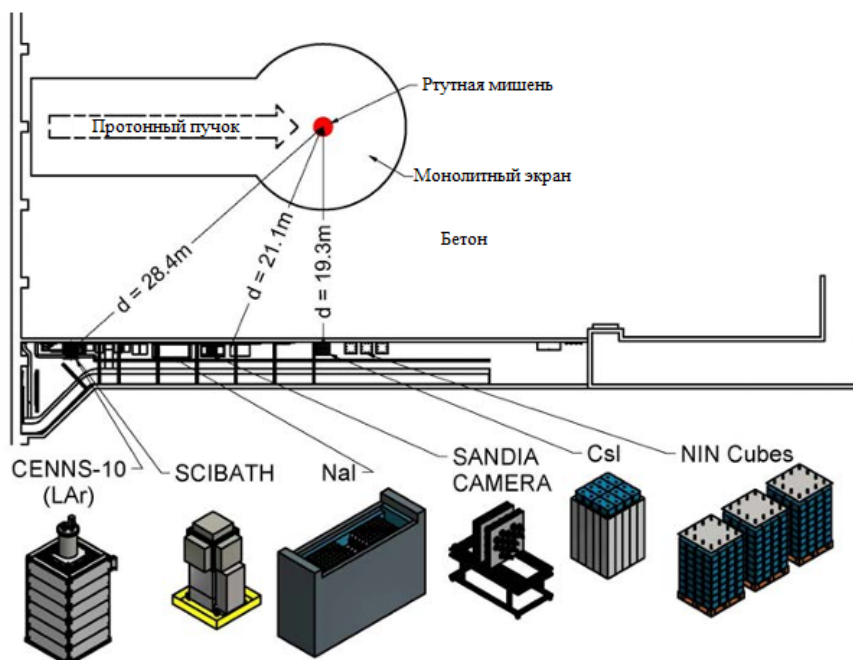 Ртутная мишень
Протонный пучок
Монолитный экран
Бетон
d = 28.4m
d = 21.1m
d = 19.3m
CENNS-10
(LAr)
SCIBATH
NaI
SANDIA
CAMERA
CsI
NIN Cubes